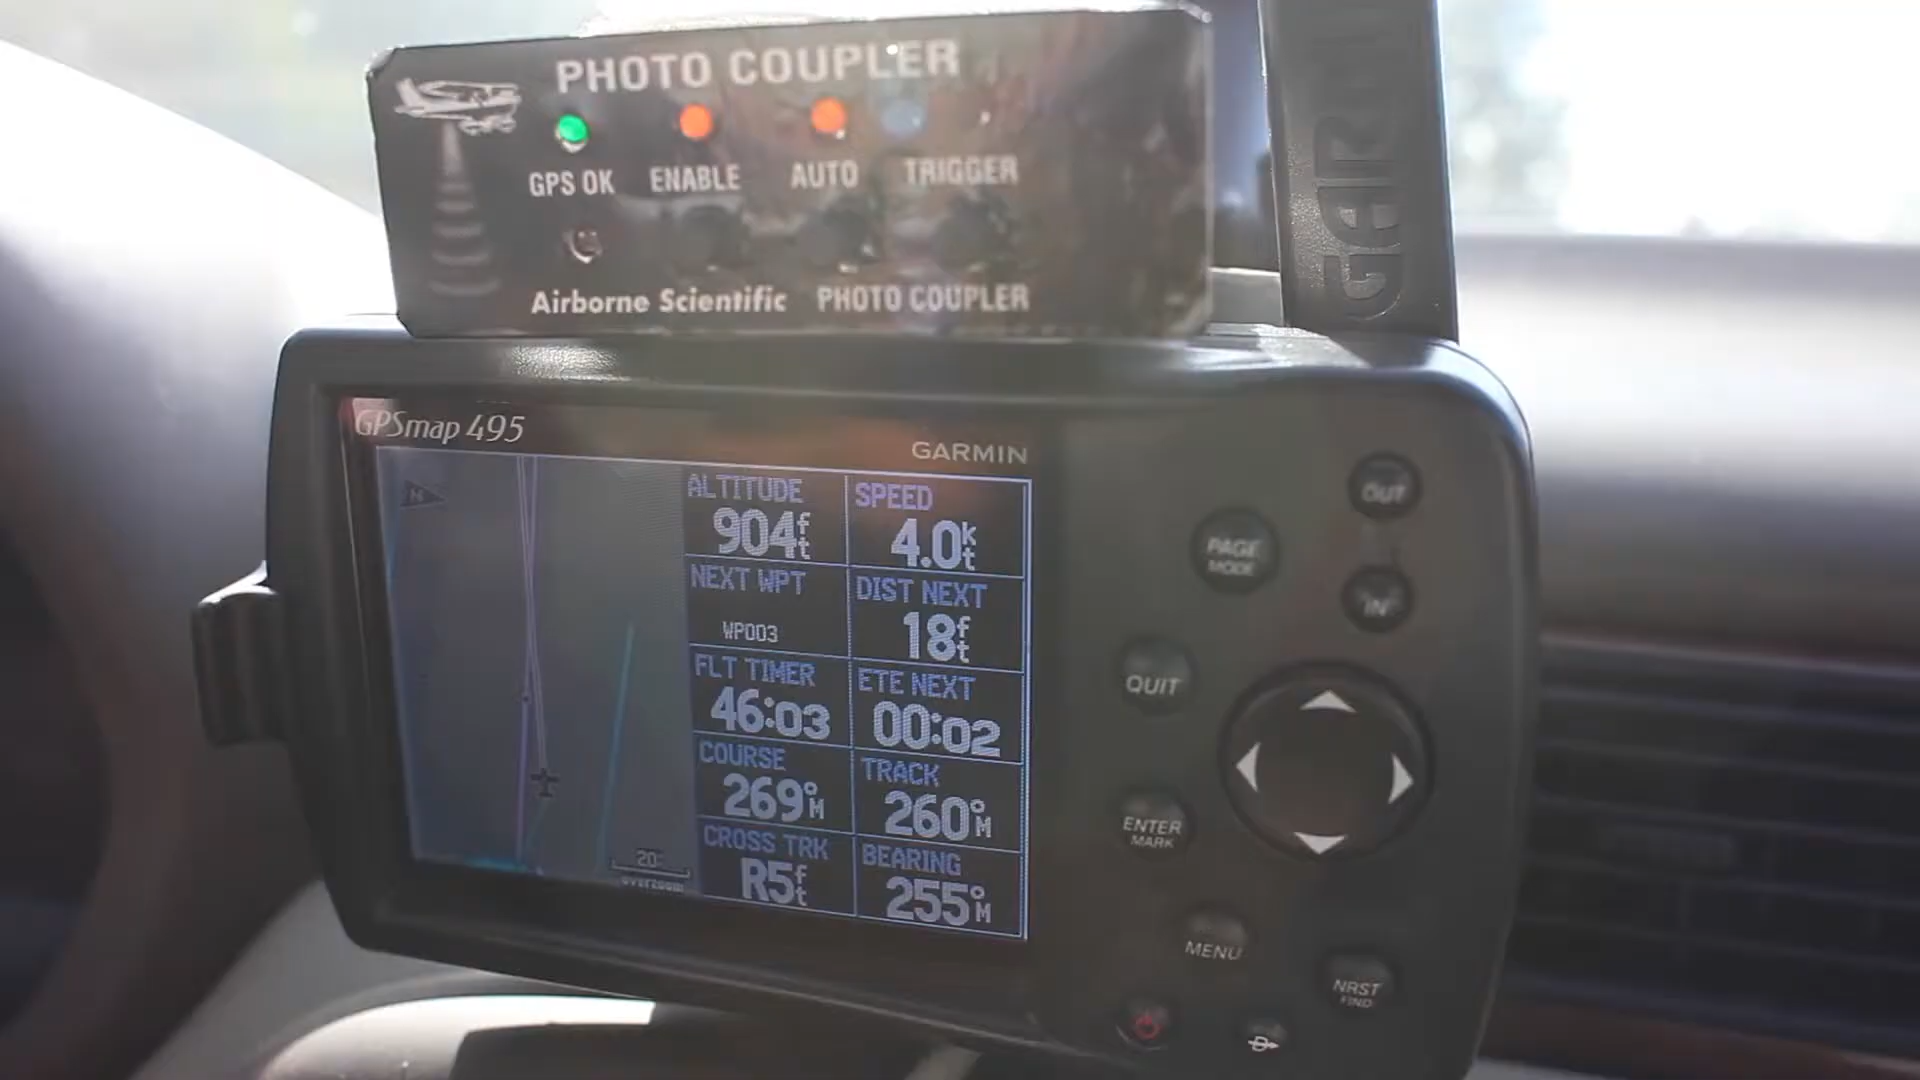 PHOTO COUPLER
GPS OK ENABLE AUTO TRIGGER
Airborne Scientific PHOTO COUPLER
GARMIN
GPSmap 495
GARMIN
N
ALTITUDE SPEED
904ft 4.0kt
NEXT WPT DIST NEXT
WP003 18ft
FLT TIMER ETE NEXT
46:03 00:02
COURSE TRACK
269°M 260°M
CROSS TRK BEARING
R5ft 255°M
20
overzoom
OUT
PAGE
MODE
IN
QUIT
ENTER
MARK
MENU
NRST
FIND
D